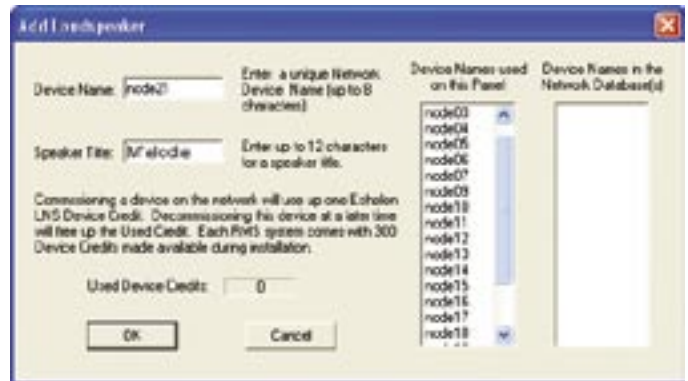 Add Loudspeaker
Device Name:
node21
Enter a unique Network
Device Name (up to 8
characters)
Speaker Title:
M'elodie
Enter up to 12 characters
for a speaker title.
Commissioning a device on the network will use up one Echelon
LNS Device Credit. Decommissioning this device at a later time
will free up the Used Credit. Each RMS system comes with 300
Device Credits made available during installation.
Used Device Credits:
0
OK
Cancel
Device Names used
on this Panel
node03
node04
node05
node06
node07
node09
node10
node11
node12
node13
node14
node15
node16
node17
node18
Device Names in the
Network Database(s)